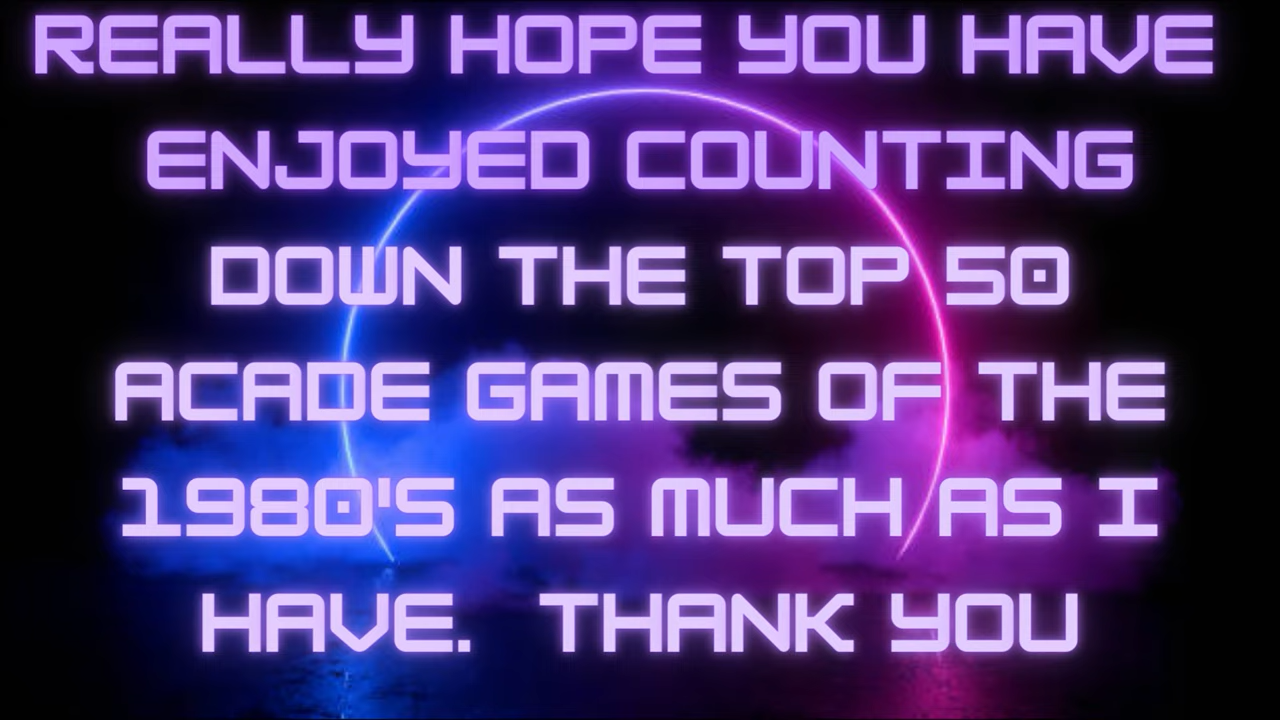 REALLY HOPE YOU HAVE
ENJOYED COUNTING
DOWN THE TOP 50
ACADE GAMES OF THE
1980'S AS MUCH AS I
HAVE. THANK YOU